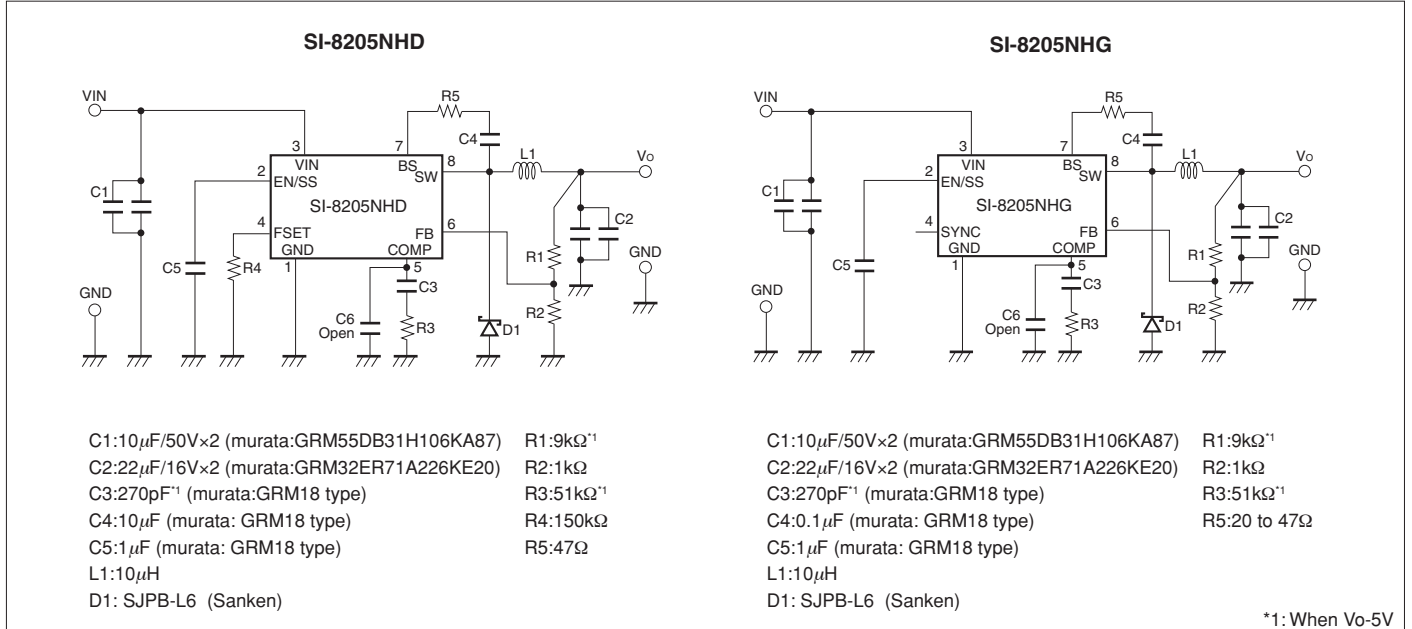 SI-8205NHD
VIN
R5
C4
3
7
VIN
BS
8
L1
Vo
2
EN/SS
SW
C1
SI-8205NHD
C2
4
FSET
FB
6
GND
COMP
R1
GND
C5
R4
1
5
C3
GND
C6
Open
R3
D1
R2
C1:10μF/50V×2 (murata:GRM55DB31H106KA87) R1:9kΩ*1
C2:22μF/16V×2 (murata:GRM32ER71A226KE20) R2:1kΩ
C3:270pF*1 (murata:GRM18 type) R3:51kΩ*1
C4:10μF (murata: GRM18 type) R4:150kΩ
C5:1μF (murata: GRM18 type) R5:47Ω
L1:10μH
D1: SJPB-L6 (Sanken)
SI-8205NHG
VIN
R5
C4
3
7
VIN
BS
8
L1
Vo
2
EN/SS
SW
C1
SI-8205NHG
C2
4
SYNC
FB
6
GND
COMP
R1
GND
C5
1
5
C3
GND
C6
Open
R3
D1
R2
C1:10μF/50V×2 (murata:GRM55DB31H106KA87) R1:9kΩ*1
C2:22μF/16V×2 (murata:GRM32ER71A226KE20) R2:1kΩ
C3:270pF*1 (murata:GRM18 type) R3:51kΩ*1
C4:0.1μF (murata: GRM18 type) R5:20 to 47Ω
C5:1μF (murata: GRM18 type)
L1:10μH
D1: SJPB-L6 (Sanken)
*1: When Vo-5V